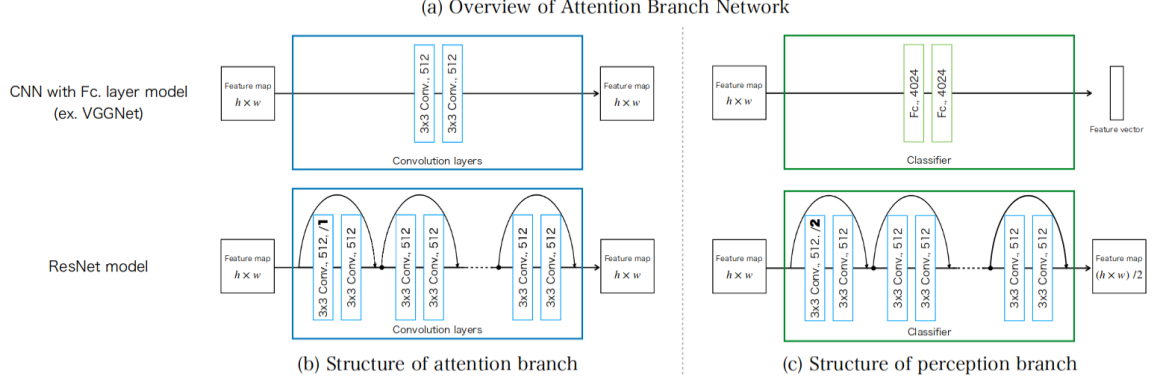 (a) Overview of Attention Branch Network
CNN with Fc. layer model
(ex. VGGNet)
Feature map
h × w
3x3 Conv., 512
3x3 Conv., 512
Convolution layers
Feature map
h × w
Feature map
h × w
Fc., 4024
Fc., 4024
Classifier
Feature vector
ResNet model
Feature map
h × w
3x3 Conv., 512, /1
3x3 Conv., 512
3x3 Conv., 512
3x3 Conv., 512
3x3 Conv., 512
3x3 Conv., 512
Convolution layers
Feature map
h × w
Feature map
h × w
3x3 Conv., 512, /2
3x3 Conv., 512
3x3 Conv., 512
3x3 Conv., 512
3x3 Conv., 512
3x3 Conv., 512
Classifier
Feature map
(h × w) /2
(b) Structure of attention branch
(c) Structure of perception branch